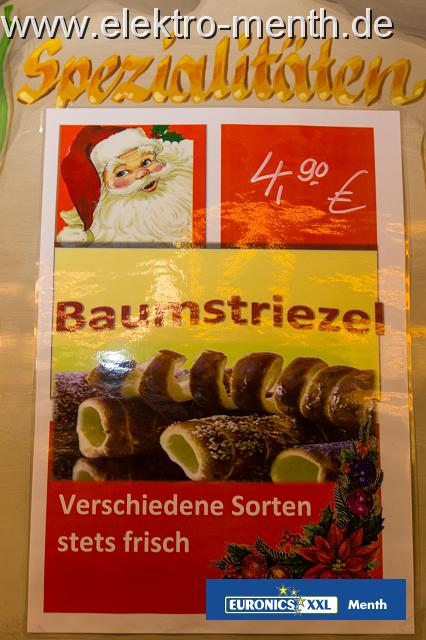 www.elektro-menth.de
Spezialitäten
4,90 €
Baumstriezel
Verschiedene Sorten
stets frisch
EURONICS XXL Menth